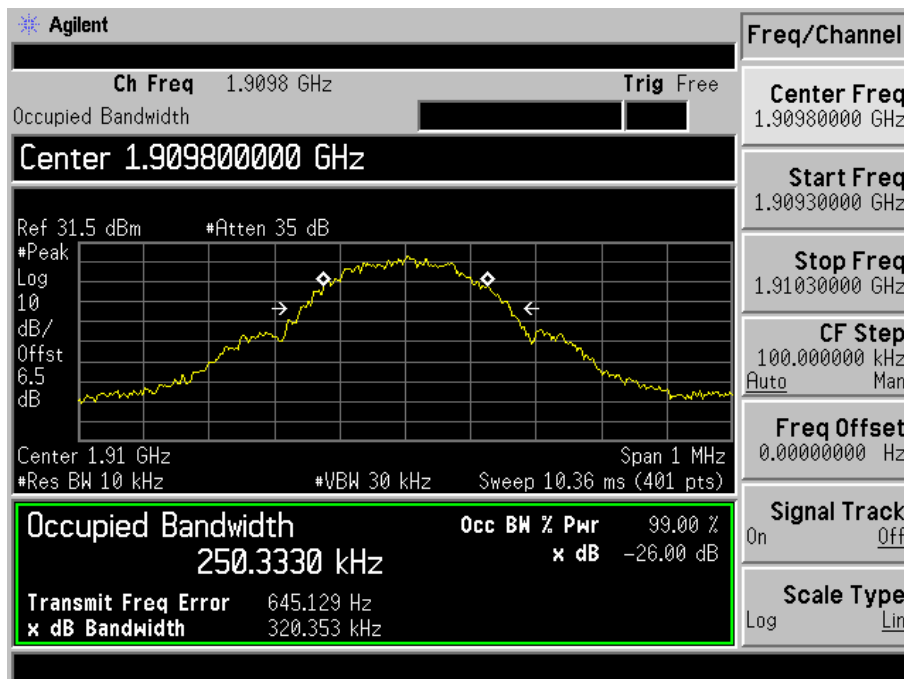 Agilent
Freq/Channel
Ch Freq 1.9098 GHz Trig Free
Occupied Bandwidth
Center 1.909800000 GHz
Ref 31.5 dBm #Atten 35 dB
#Peak
Log
10
dB/
Offst
6.5
dB
Center 1.91 GHz Span 1 MHz
#Res BW 10 kHz #VBW 30 kHz Sweep 10.36 ms (401 pts)
Occupied Bandwidth
250.3330 kHz
Occ BW % Pwr 99.00 %
x dB -26.00 dB
Transmit Freq Error 645.129 Hz
x dB Bandwidth 320.353 kHz
Center Freq
1.90980000 GHz
Start Freq
1.90930000 GHz
Stop Freq
1.91030000 GHz
CF Step
100.000000 kHz
Auto Man
Freq Offset
0.00000000 Hz
Signal Track
On Off
Scale Type
Log Lin